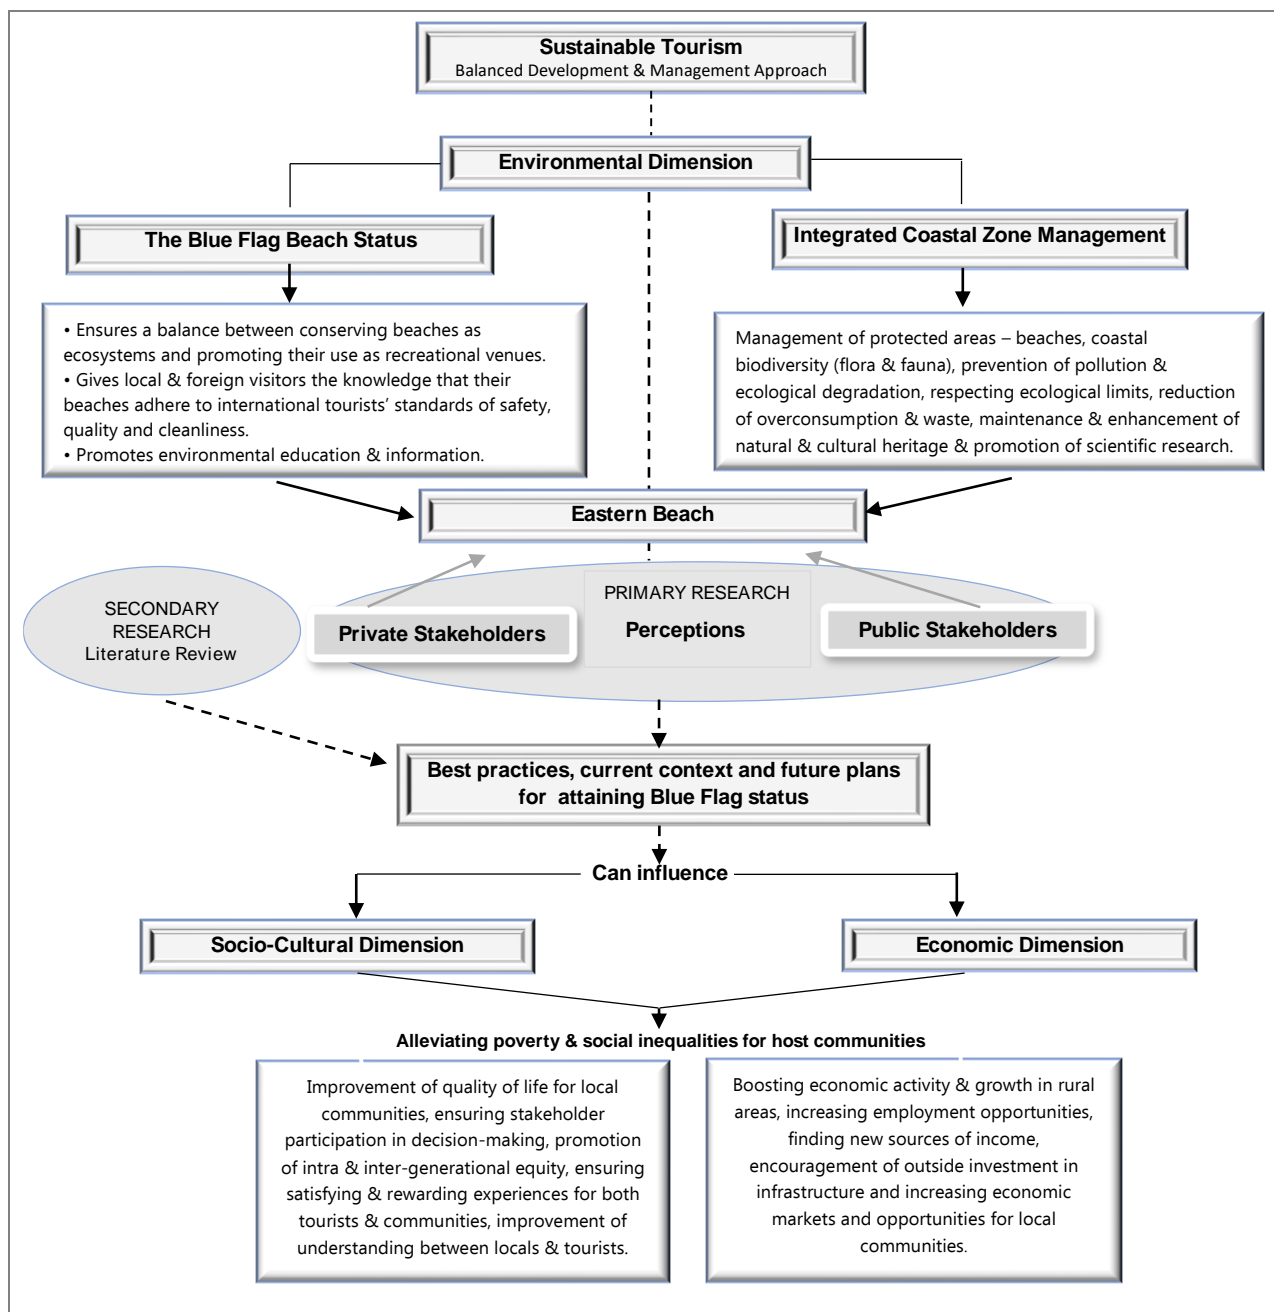 Sustainable Tourism
Balanced Development & Management Approach
Environmental Dimension
The Blue Flag Beach Status
Integrated Coastal Zone Management
• Ensures a balance between conserving beaches as
ecosystems and promoting their use as recreational venues.
• Gives local & foreign visitors the knowledge that their
beaches adhere to international tourists’ standards of safety,
quality and cleanliness.
• Promotes environmental education & information.
Management of protected areas – beaches, coastal
biodiversity (flora & fauna), prevention of pollution &
ecological degradation, respecting ecological limits, reduction
of overconsumption & waste, maintenance & enhancement of
natural & cultural heritage & promotion of scientific research.
Eastern Beach
SECONDARY
RESEARCH
Literature Review
Private Stakeholders
PRIMARY RESEARCH
Perceptions
Public Stakeholders
Best practices, current context and future plans
for attaining Blue Flag status
Can influence
Socio-Cultural Dimension
Economic Dimension
Alleviating poverty & social inequalities for host communities
Improvement of quality of life for local
communities, ensuring stakeholder
participation in decision-making, promotion
of intra & inter-generational equity, ensuring
satisfying & rewarding experiences for both
tourists & communities, improvement of
understanding between locals & tourists.
Boosting economic activity & growth in rural
areas, increasing employment opportunities,
finding new sources of income,
encouragement of outside investment in
infrastructure and increasing economic
markets and opportunities for local
communities.